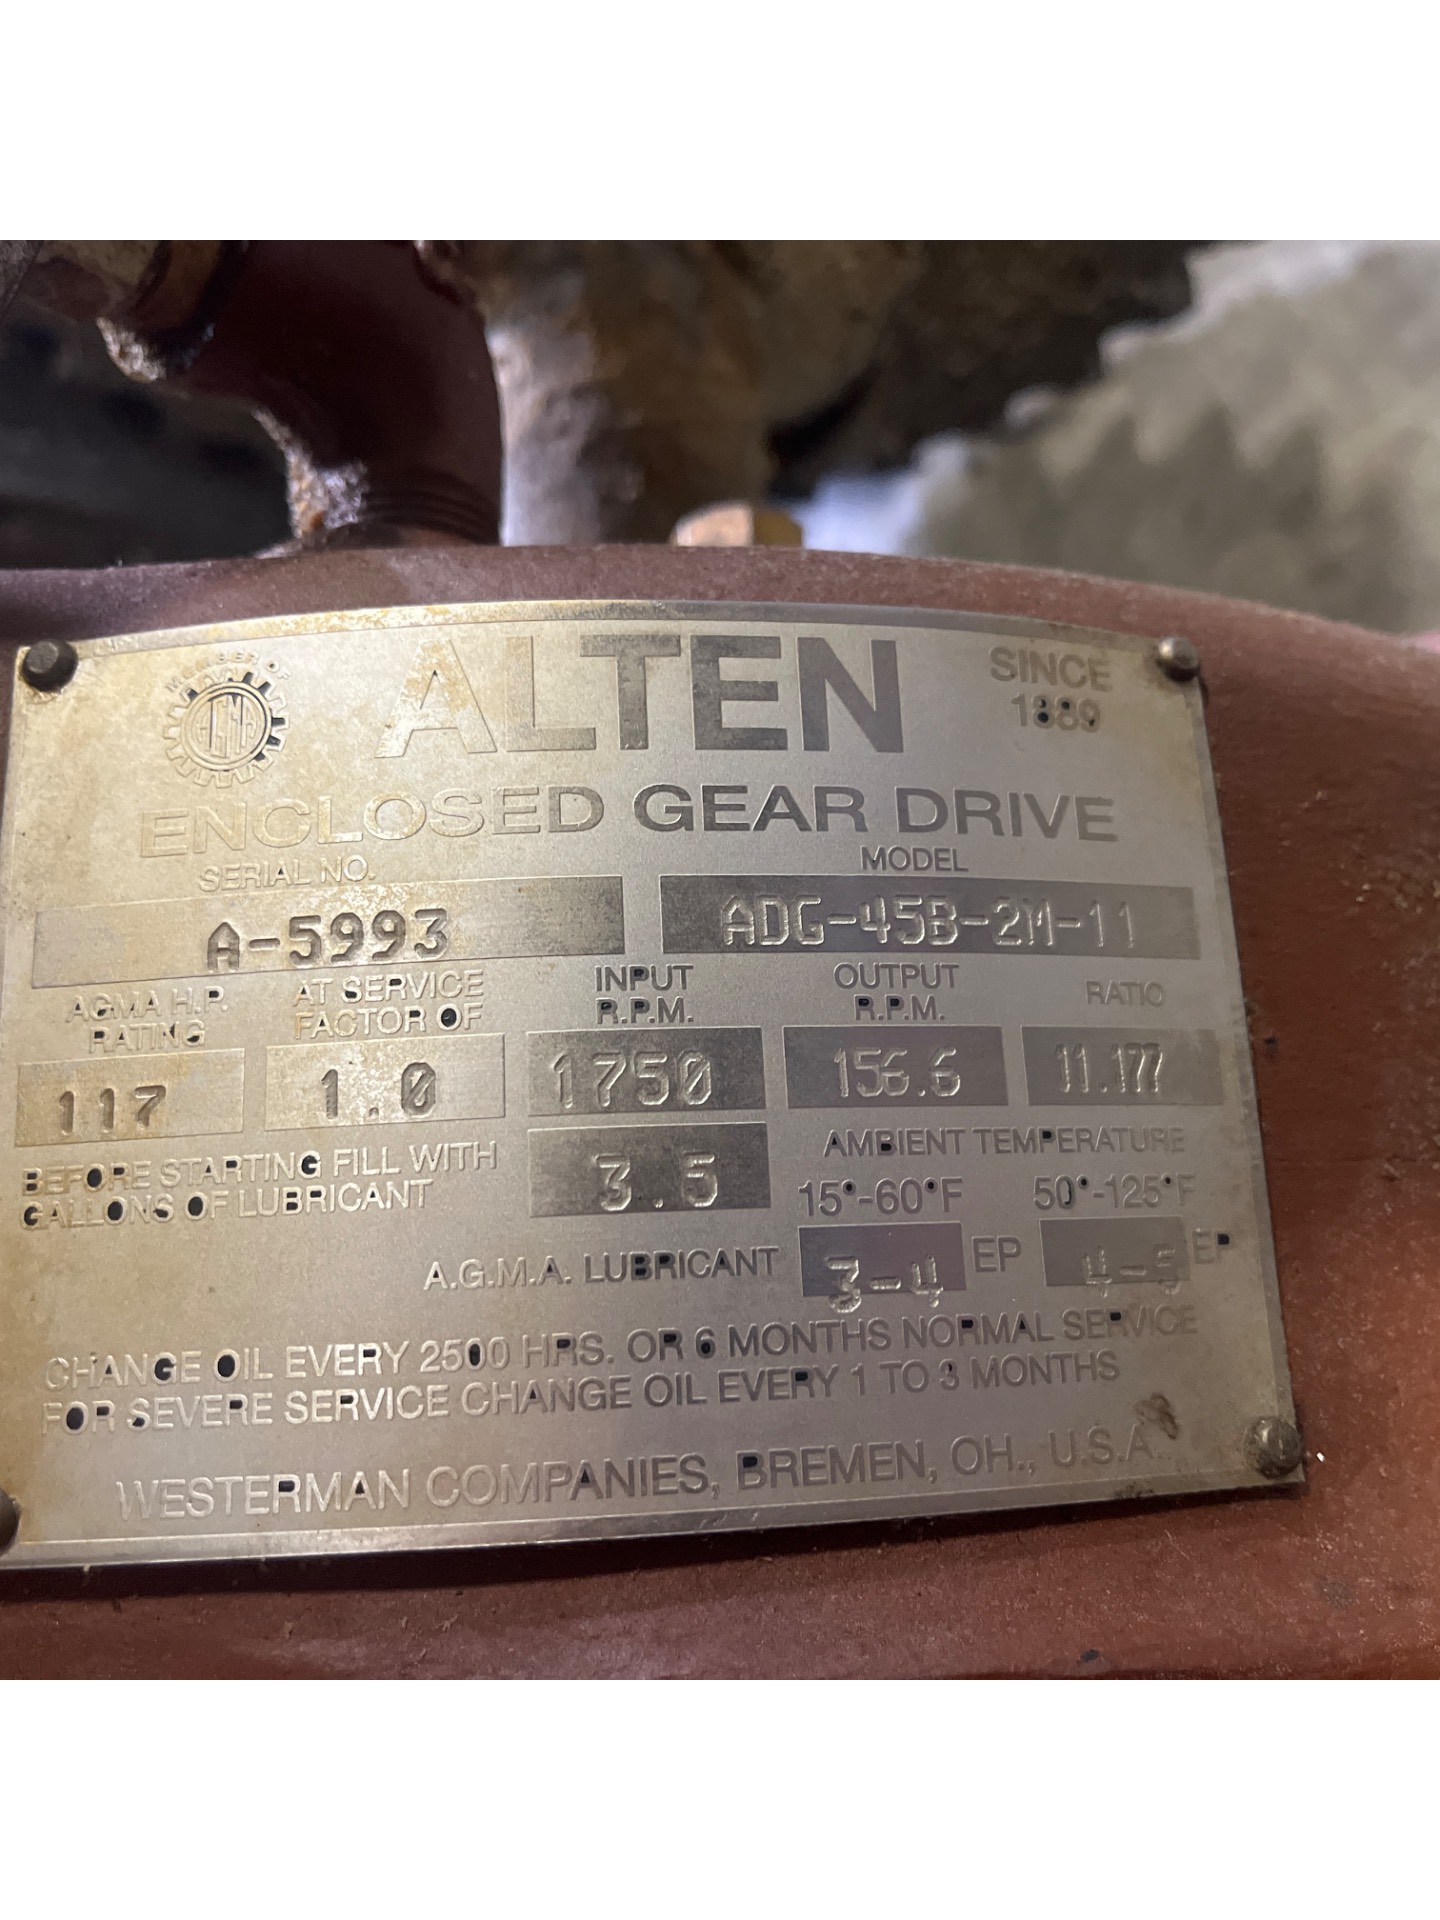 MEMBER OF
AGMA
ALTEN
SINCE
1889
ENCLOSED GEAR DRIVE
SERIAL NO.
MODEL
A-5993
ADG-45B-2M-11
AGMA H.P.
RATING
AT SERVICE
FACTOR OF
INPUT
R.P.M.
OUTPUT
R.P.M.
RATIO
117
1.0
1750
156.6
11.177
BEFORE STARTING FILL WITH
GALLONS OF LUBRICANT
3.5
AMBIENT TEMPERATURE
15°-60°F
50°-125°F
A.G.M.A. LUBRICANT
3-4
EP
4-5
EP
CHANGE OIL EVERY 2500 HRS. OR 6 MONTHS NORMAL SERVICE
FOR SEVERE SERVICE CHANGE OIL EVERY 1 TO 3 MONTHS
WESTERMAN COMPANIES, BREMEN, OH., U.S.A.